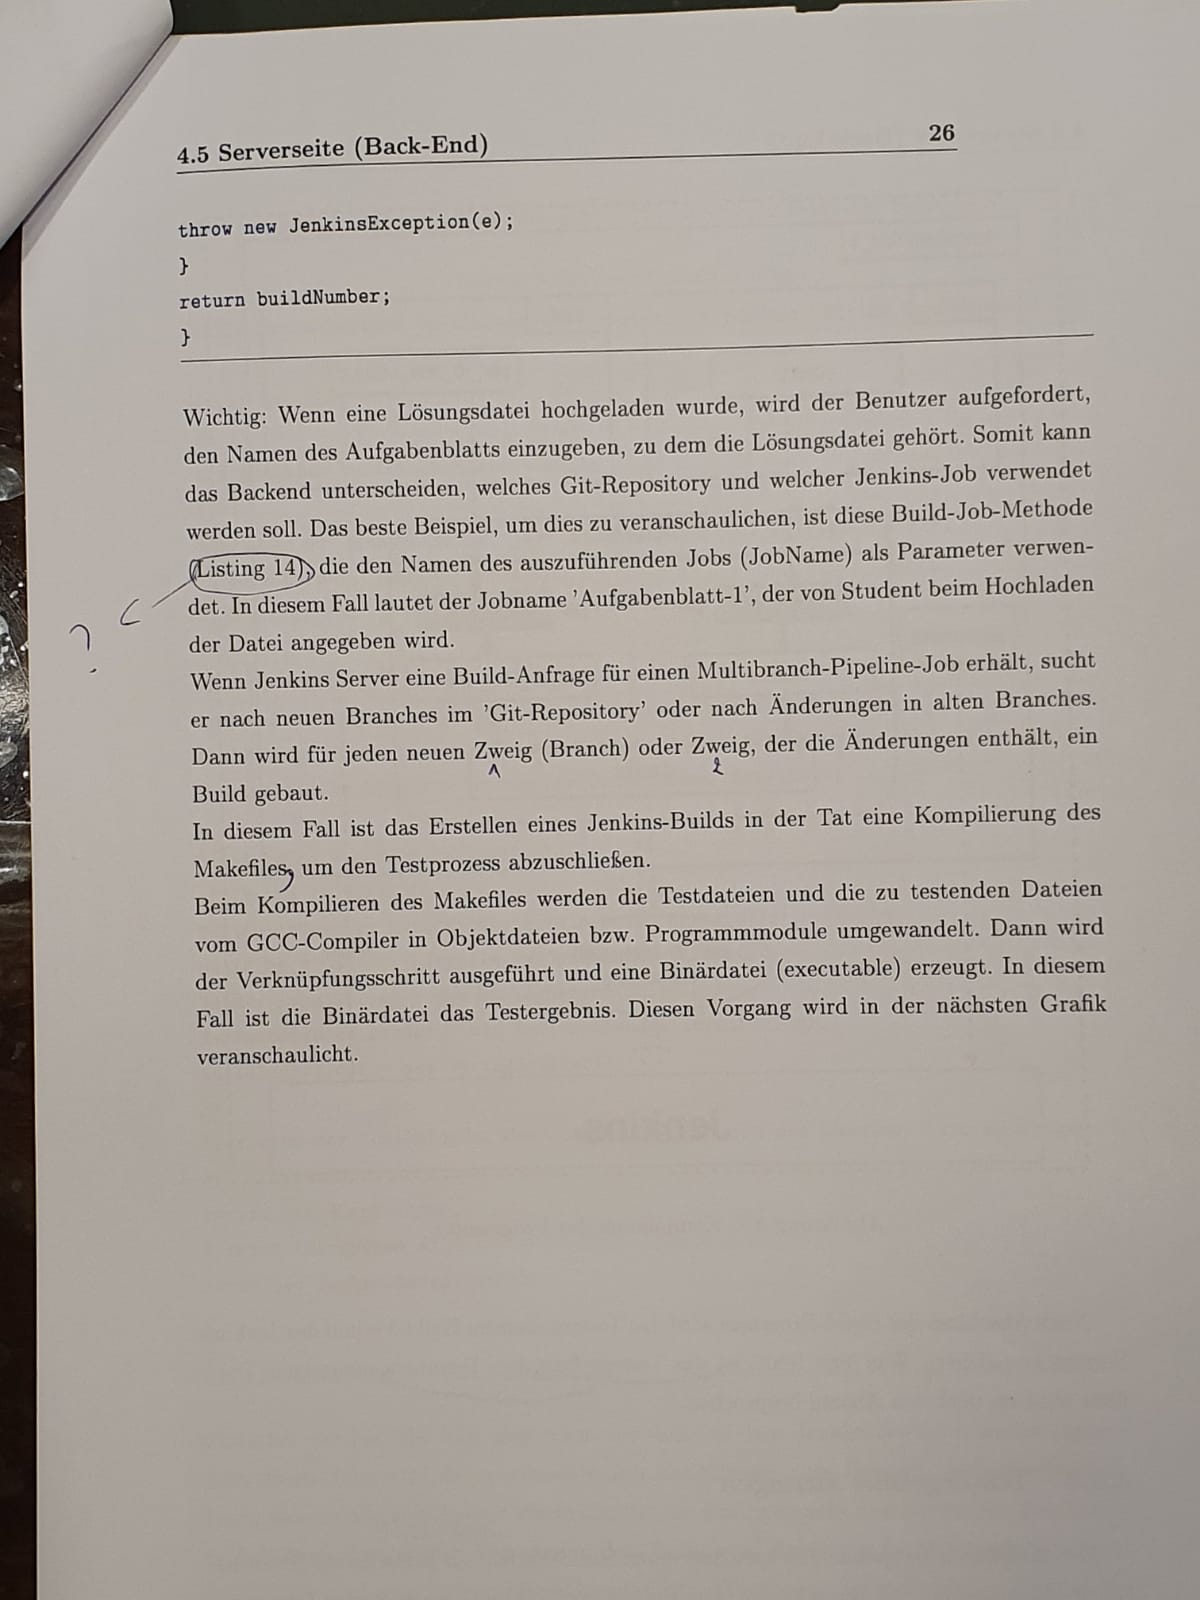 4.5 Serverseite (Back-End) 26
throw new JenkinsException(e);
}
return buildNumber;
}
Wichtig: Wenn eine Lösungsdatei hochgeladen wurde, wird der Benutzer aufgefordert,
den Namen des Aufgabenblatts einzugeben, zu dem die Lösungsdatei gehört. Somit kann
das Backend unterscheiden, welches Git-Repository und welcher Jenkins-Job verwendet
werden soll. Das beste Beispiel, um dies zu veranschaulichen, ist diese Build-Job-Methode
(Listing 14), die den Namen des auszuführenden Jobs (JobName) als Parameter verwen-
det. In diesem Fall lautet der Jobname 'Aufgabenblatt-1', der von Student beim Hochladen
?
der Datei angegeben wird.
Wenn Jenkins Server eine Build-Anfrage für einen Multibranch-Pipeline-Job erhält, sucht
er nach neuen Branches im 'Git-Repository' oder nach Änderungen in alten Branches.
Dann wird für jeden neuen Zweig (Branch) oder Zweig, der die Änderungen enthält, ein
1 2
Build gebaut.
In diesem Fall ist das Erstellen eines Jenkins-Builds in der Tat eine Kompilierung des
Makefiles, um den Testprozess abzuschließen.
Beim Kompilieren des Makefiles werden die Testdateien und die zu testenden Dateien
vom GCC-Compiler in Objektdateien bzw. Programmmodule umgewandelt. Dann wird
der Verknüpfungsschritt ausgeführt und eine Binärdatei (executable) erzeugt. In diesem
Fall ist die Binärdatei das Testergebnis. Diesen Vorgang wird in der nächsten Grafik
veranschaulicht.